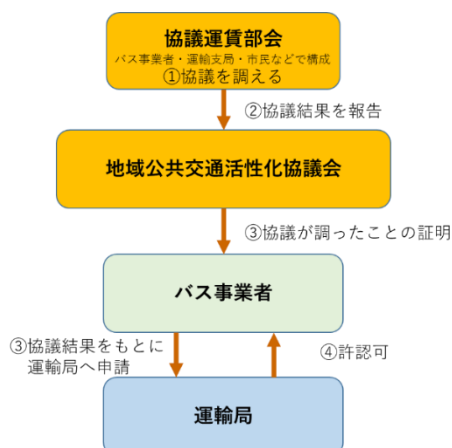 協議運賃部会
バス事業者・運輸支局・市民などで構成
①協議を調える
②協議結果を報告
地域公共交通活性化協議会
③協議が調ったことの証明
バス事業者
③協議結果をもとに
運輸局へ申請
④許認可
運輸局